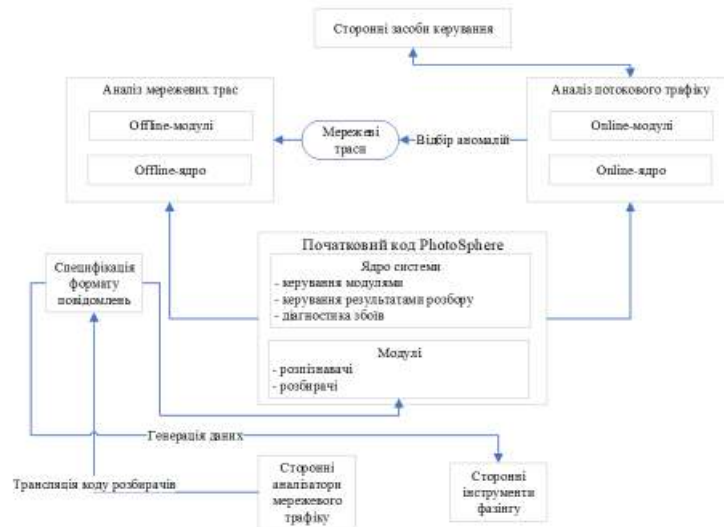 Сторонні засоби керування
Аналіз мережевих трас
Offline-модулі
Offline-ядро
Мережеві
траси
Відбір аномалій
Аналіз потокового трафіку
Online-модулі
Online-ядро
Початковий код PhotoSphere
Ядро системи
- керування модулями
- керування результатами розбору
- діагностика збоїв
Модулі
- розпізнавачі
- розбирачі
Специфікація
формату
повідомлень
Генерація даних
Трансляція коду розбирачів
Сторонні
аналізатори
мережевого
трафіку
Сторонні
інструменти
фазінгу